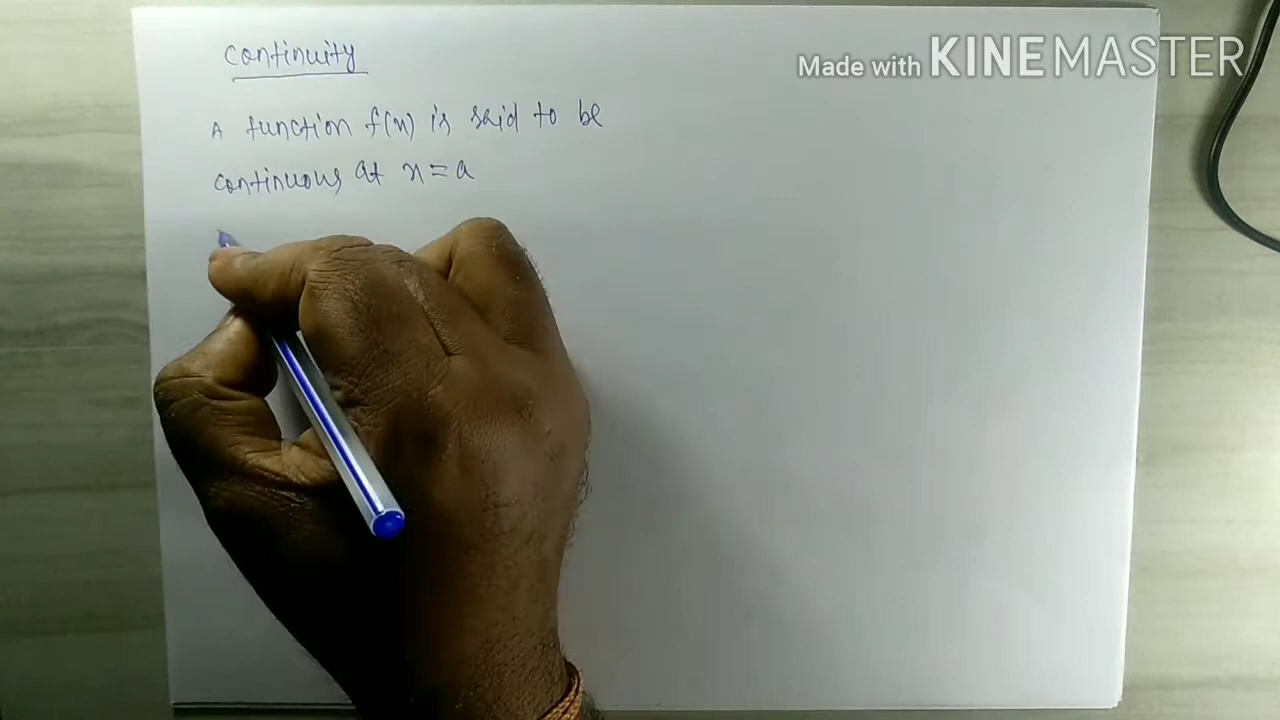 Continuity
Made with KINEMASTER
A function f(x) is said to be
continuous at x = a